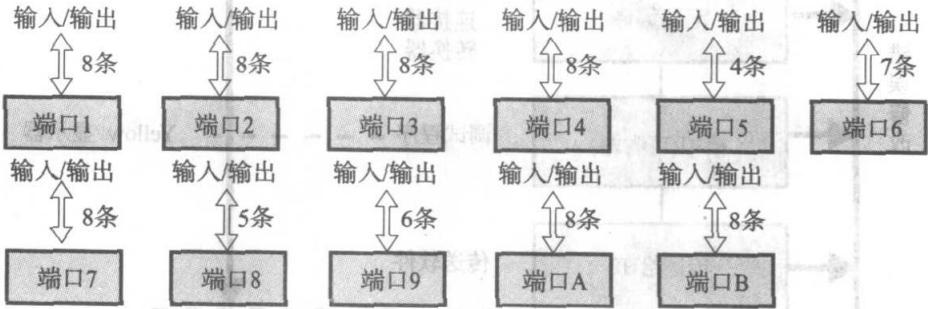 输入/输出 输入/输出 输入/输出 输入/输出 输入/输出 输入/输出
8条 8条 8条 8条 4条 7条
端口1 端口2 端口3 端口4 端口5 端口6
输入/输出 输入/输出 输入/输出 输入/输出 输入/输出
8条 5条 6条 8条 8条
端口7 端口8 端口9 端口A 端口B